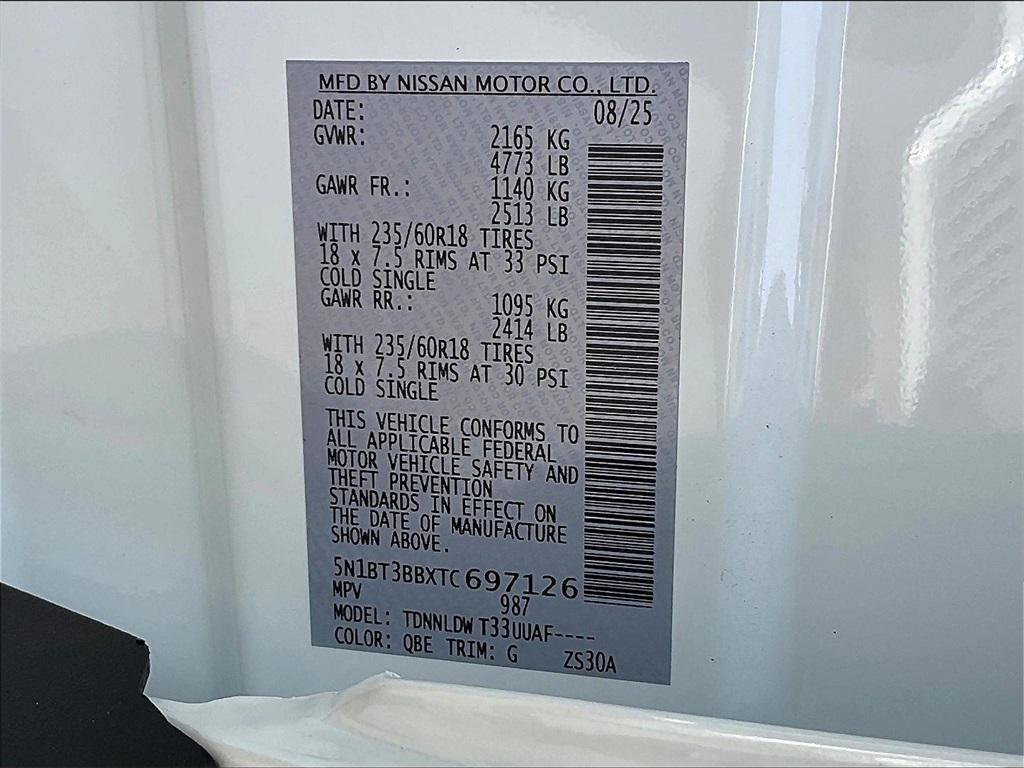 MFD BY NISSAN MOTOR CO., LTD.
DATE: 08/25
GVWR: 2165 KG
4773 LB
GAWR FR.: 1140 KG
2513 LB
WITH 235/60R18 TIRES
18 x 7.5 RIMS AT 33 PSI
COLD SINGLE
GAWR RR.: 1095 KG
2414 LB
WITH 235/60R18 TIRES
18 x 7.5 RIMS AT 30 PSI
COLD SINGLE
THIS VEHICLE CONFORMS TO
ALL APPLICABLE FEDERAL
MOTOR VEHICLE SAFETY AND
THEFT PREVENTION
STANDARDS IN EFFECT ON
THE DATE OF MANUFACTURE
SHOWN ABOVE.
5N1BT3BBXTC697126
MPV 987
MODEL: TDNNLDW T33UUAF----
COLOR: QBE TRIM: G ZS30A